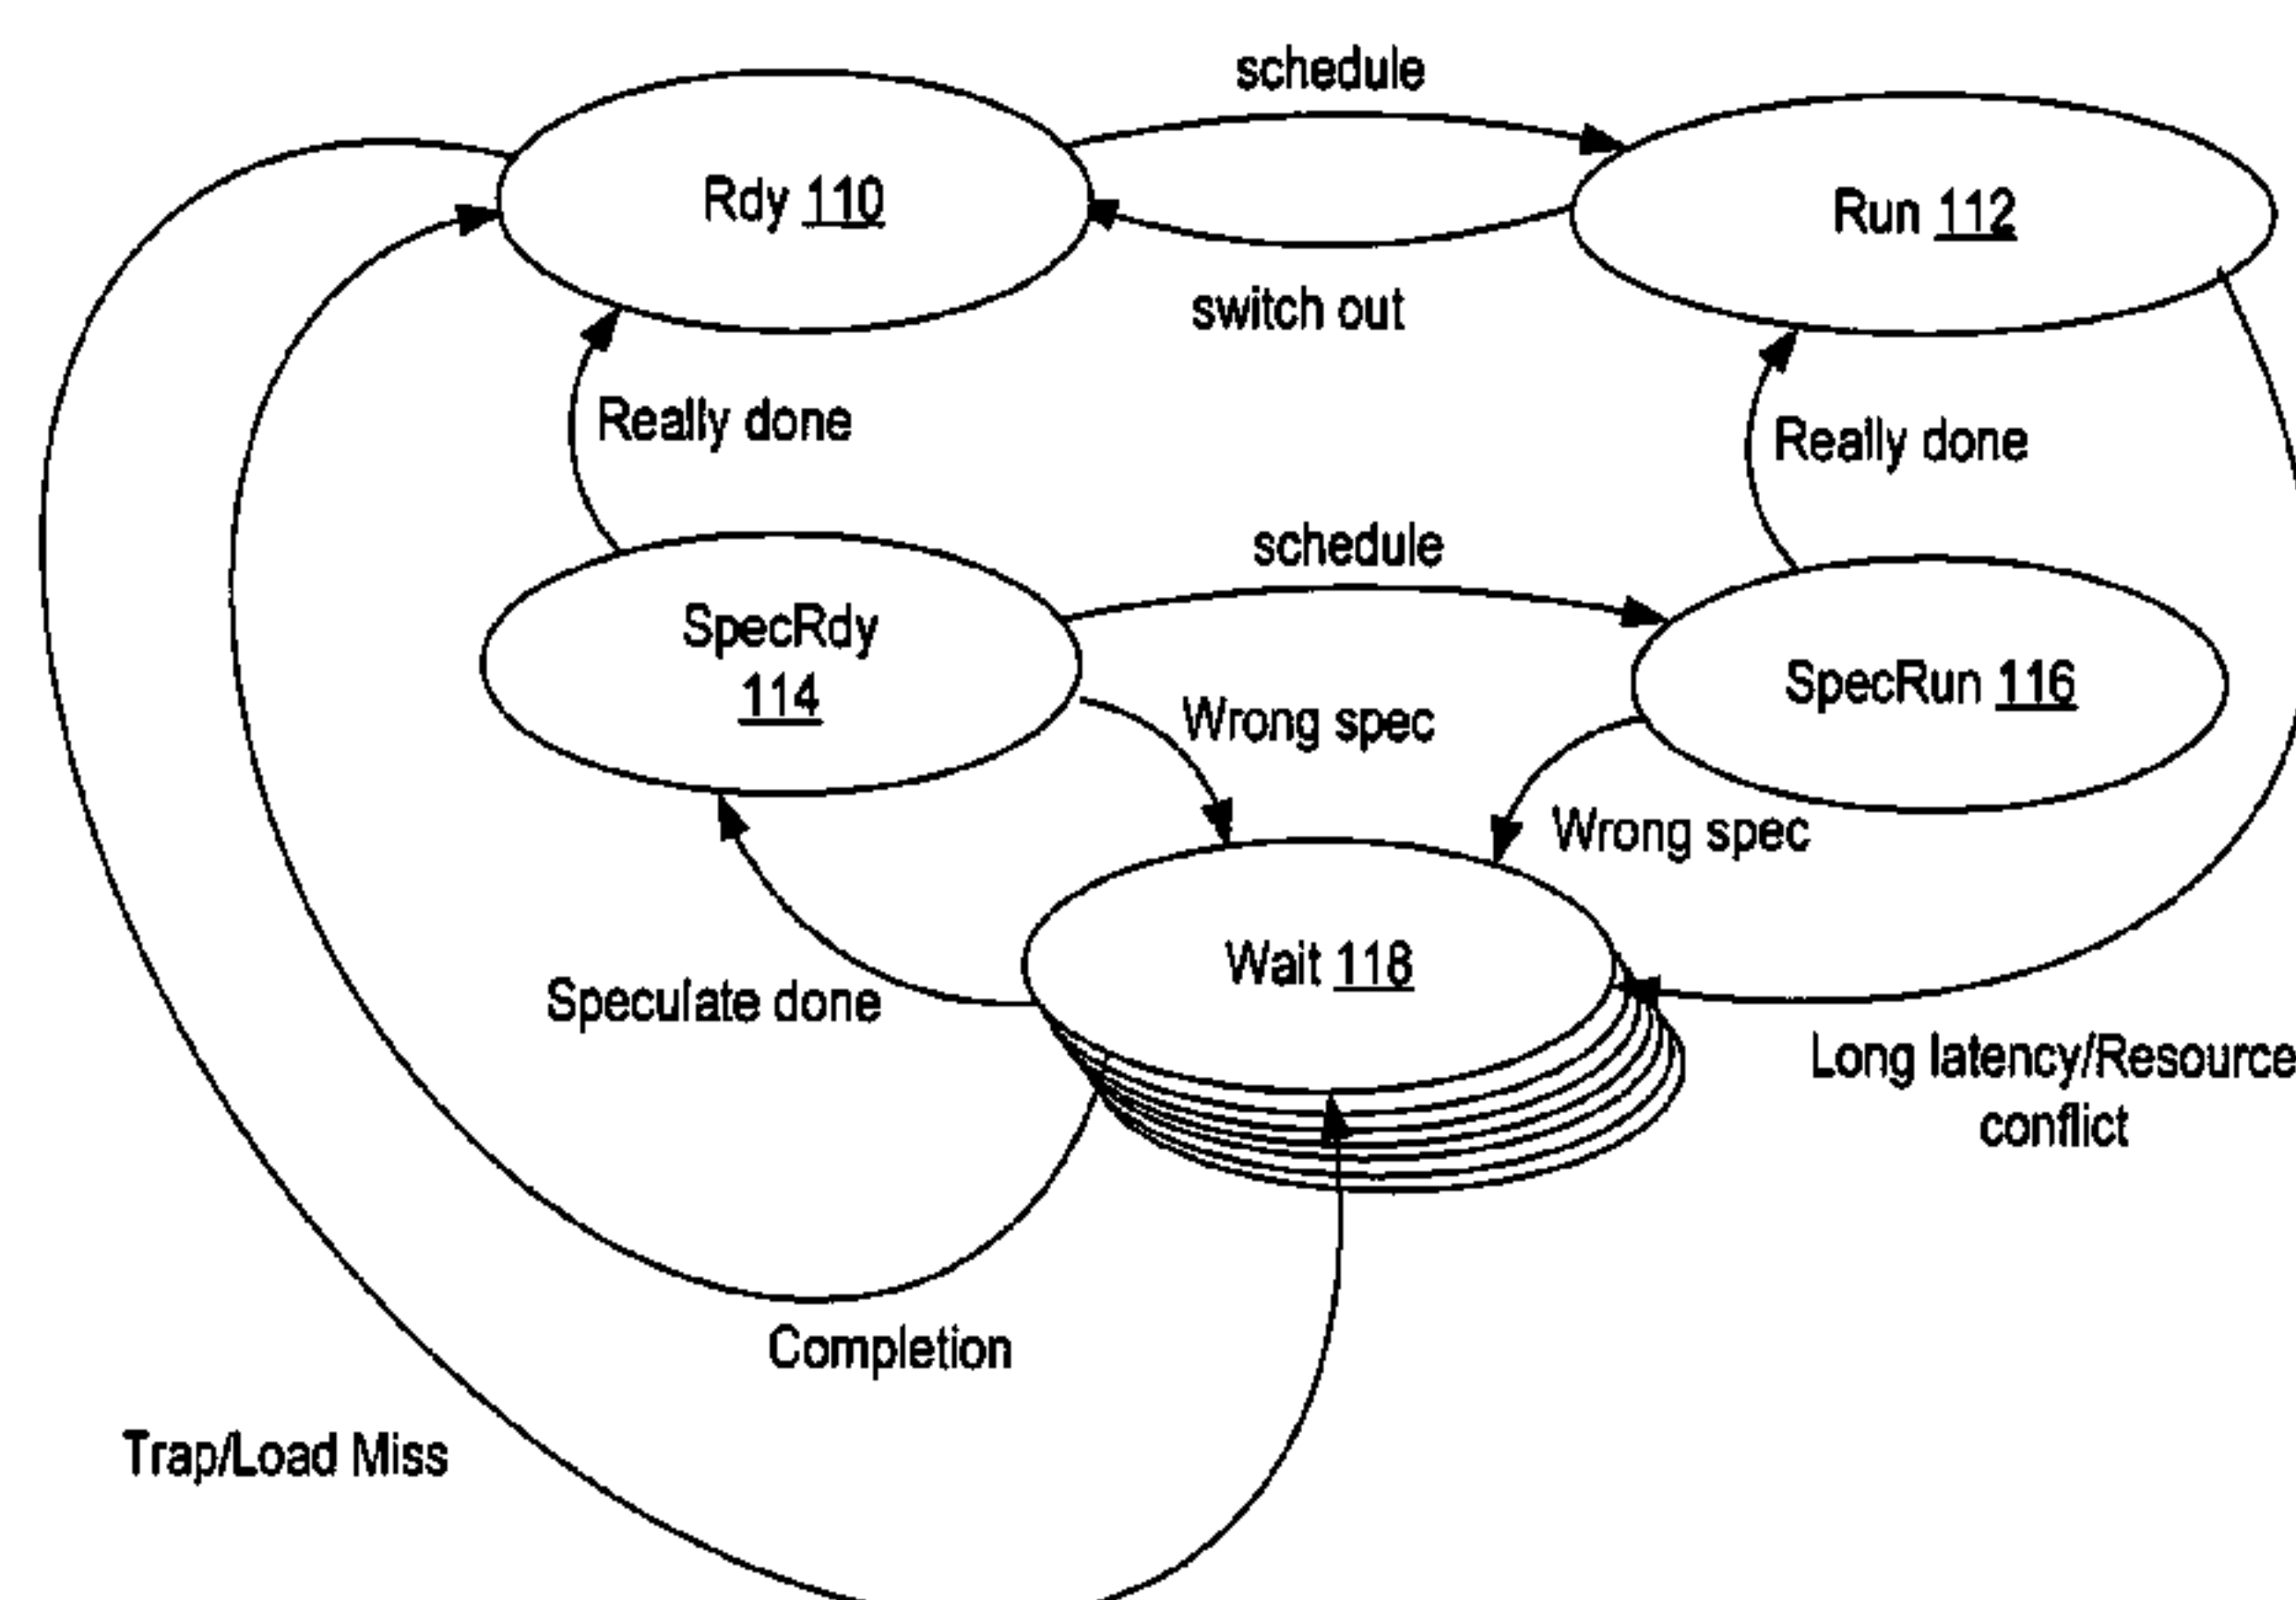 schedule
Rdy 110
Run 112
switch out
Really done
Really done
schedule
SpecRdy
114
SpecRun 116
Wrong spec
Wrong spec
Wait 118
Speculate done
Long latency/Resource
conflict
Completion
Trap/Load Miss